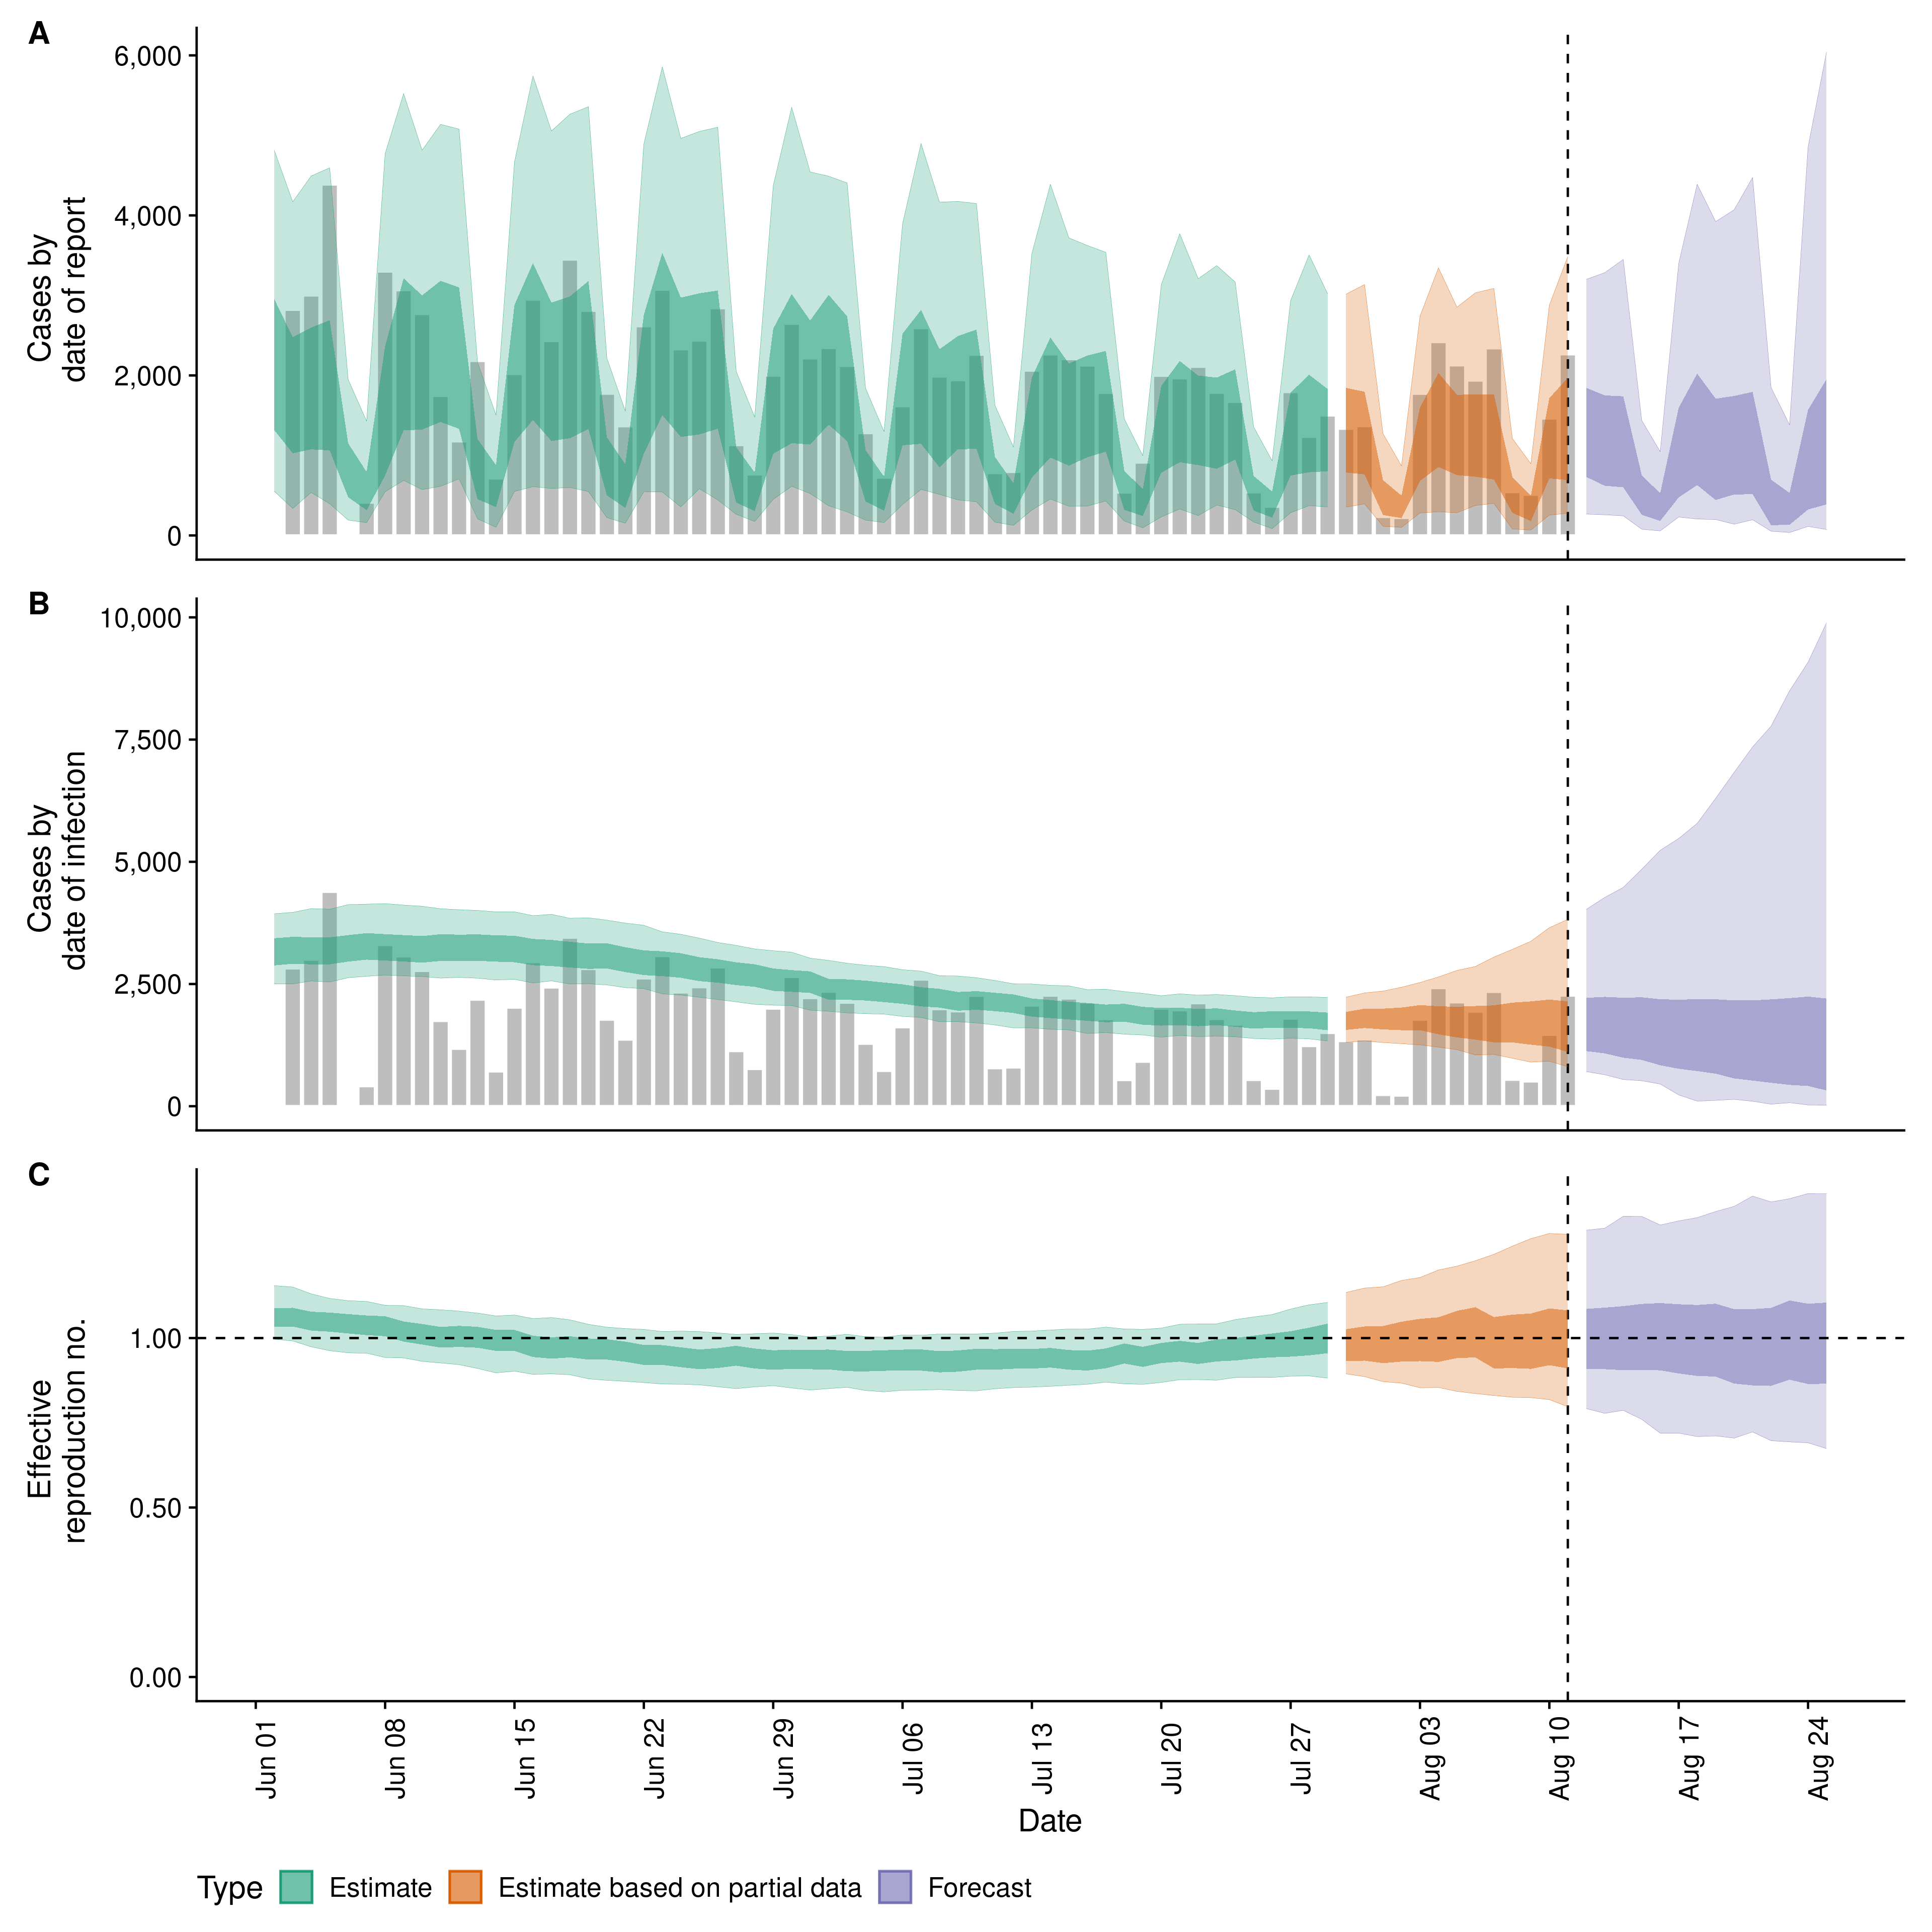 A
6,000
4,000
2,000
0
Cases by
date of report
B
10,000
7,500
5,000
2,500
0
Cases by
date of infection
C
1.00
0.50
0.00
Effective
reproduction no.
Jun 01
Jun 08
Jun 15
Jun 22
Jun 29
Jul 06
Jul 13
Jul 20
Jul 27
Aug 03
Aug 10
Aug 17
Aug 24
Date
Type Estimate Estimate based on partial data Forecast